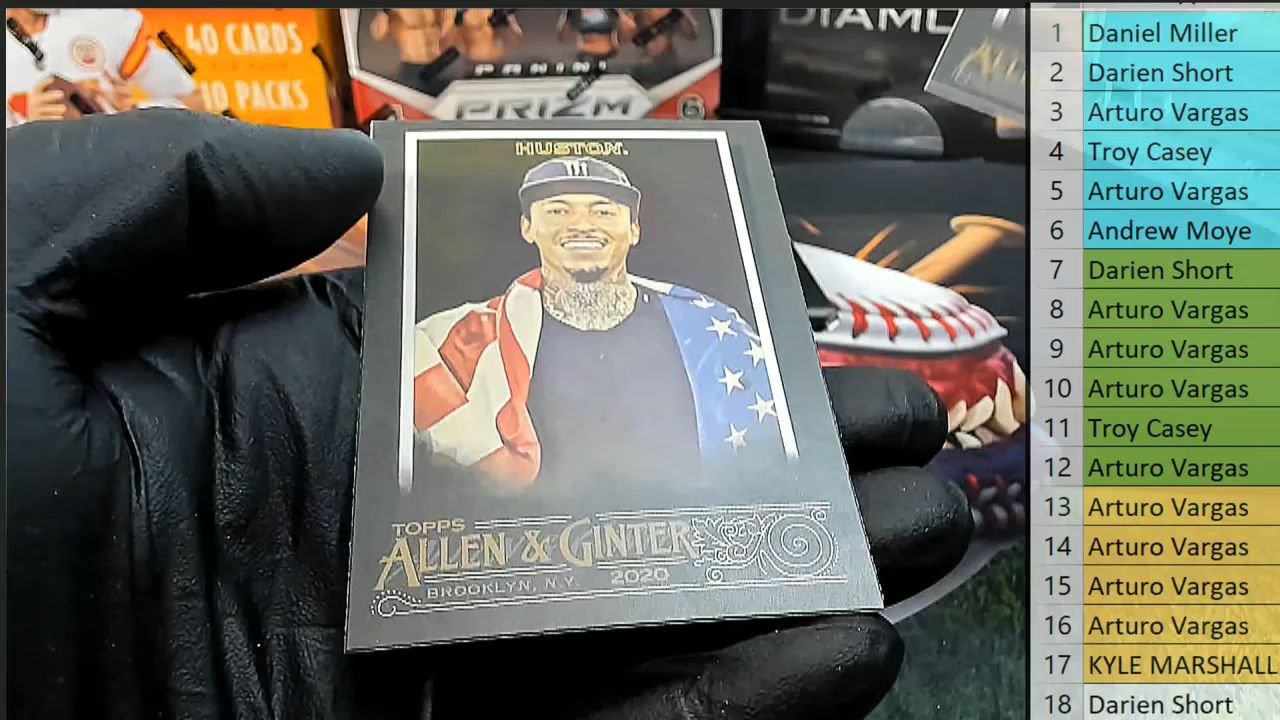 40 CARDS
10 PACKS
PANINI
PRIZM
6
DIAMO
HUSTON.
TOPPS
ALLEN & GINTER
BROOKLYN, N.Y. 2020
1 Daniel Miller
2 Darien Short
3 Arturo Vargas
4 Troy Casey
5 Arturo Vargas
6 Andrew Moye
7 Darien Short
8 Arturo Vargas
9 Arturo Vargas
10 Arturo Vargas
11 Troy Casey
12 Arturo Vargas
13 Arturo Vargas
14 Arturo Vargas
15 Arturo Vargas
16 Arturo Vargas
17 KYLE MARSHALL
18 Darien Short